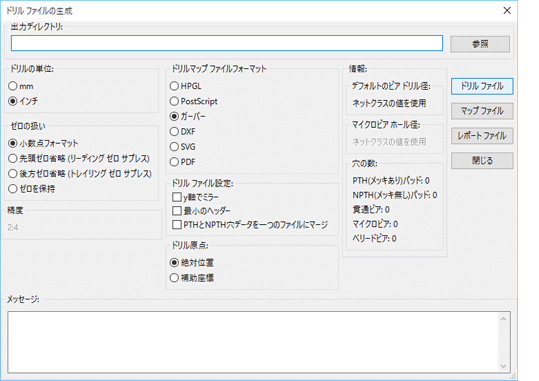 ドリル ファイルの生成
出力ディレクトリ:
参照
ドリルの単位:
mm
インチ
ゼロの扱い
小数点フォーマット
先頭ゼロ省略 (リーディング ゼロ サプレス)
後方ゼロ省略 (トレイリング ゼロ サプレス)
ゼロを保持
精度
2:4
ドリルマップ ファイルフォーマット
HPGL
PostScript
ガーバー
DXF
SVG
PDF
ドリル ファイル設定:
y軸でミラー
最小のヘッダー
PTHとNPTH穴データを一つのファイルにマージ
ドリル原点:
絶対位置
補助座標
情報:
デフォルトのビア ドリル径:
ネットクラスの値を使用
マイクロビア ホール径:
ネットクラスの値を使用
穴の数:
PTH(メッキあり)パッド: 0
NPTH(メッキ無し)パッド: 0
貫通ビア: 0
マイクロビア: 0
ベリードビア: 0
ドリル ファイル
マップ ファイル
レポート ファイル
閉じる
メッセージ: